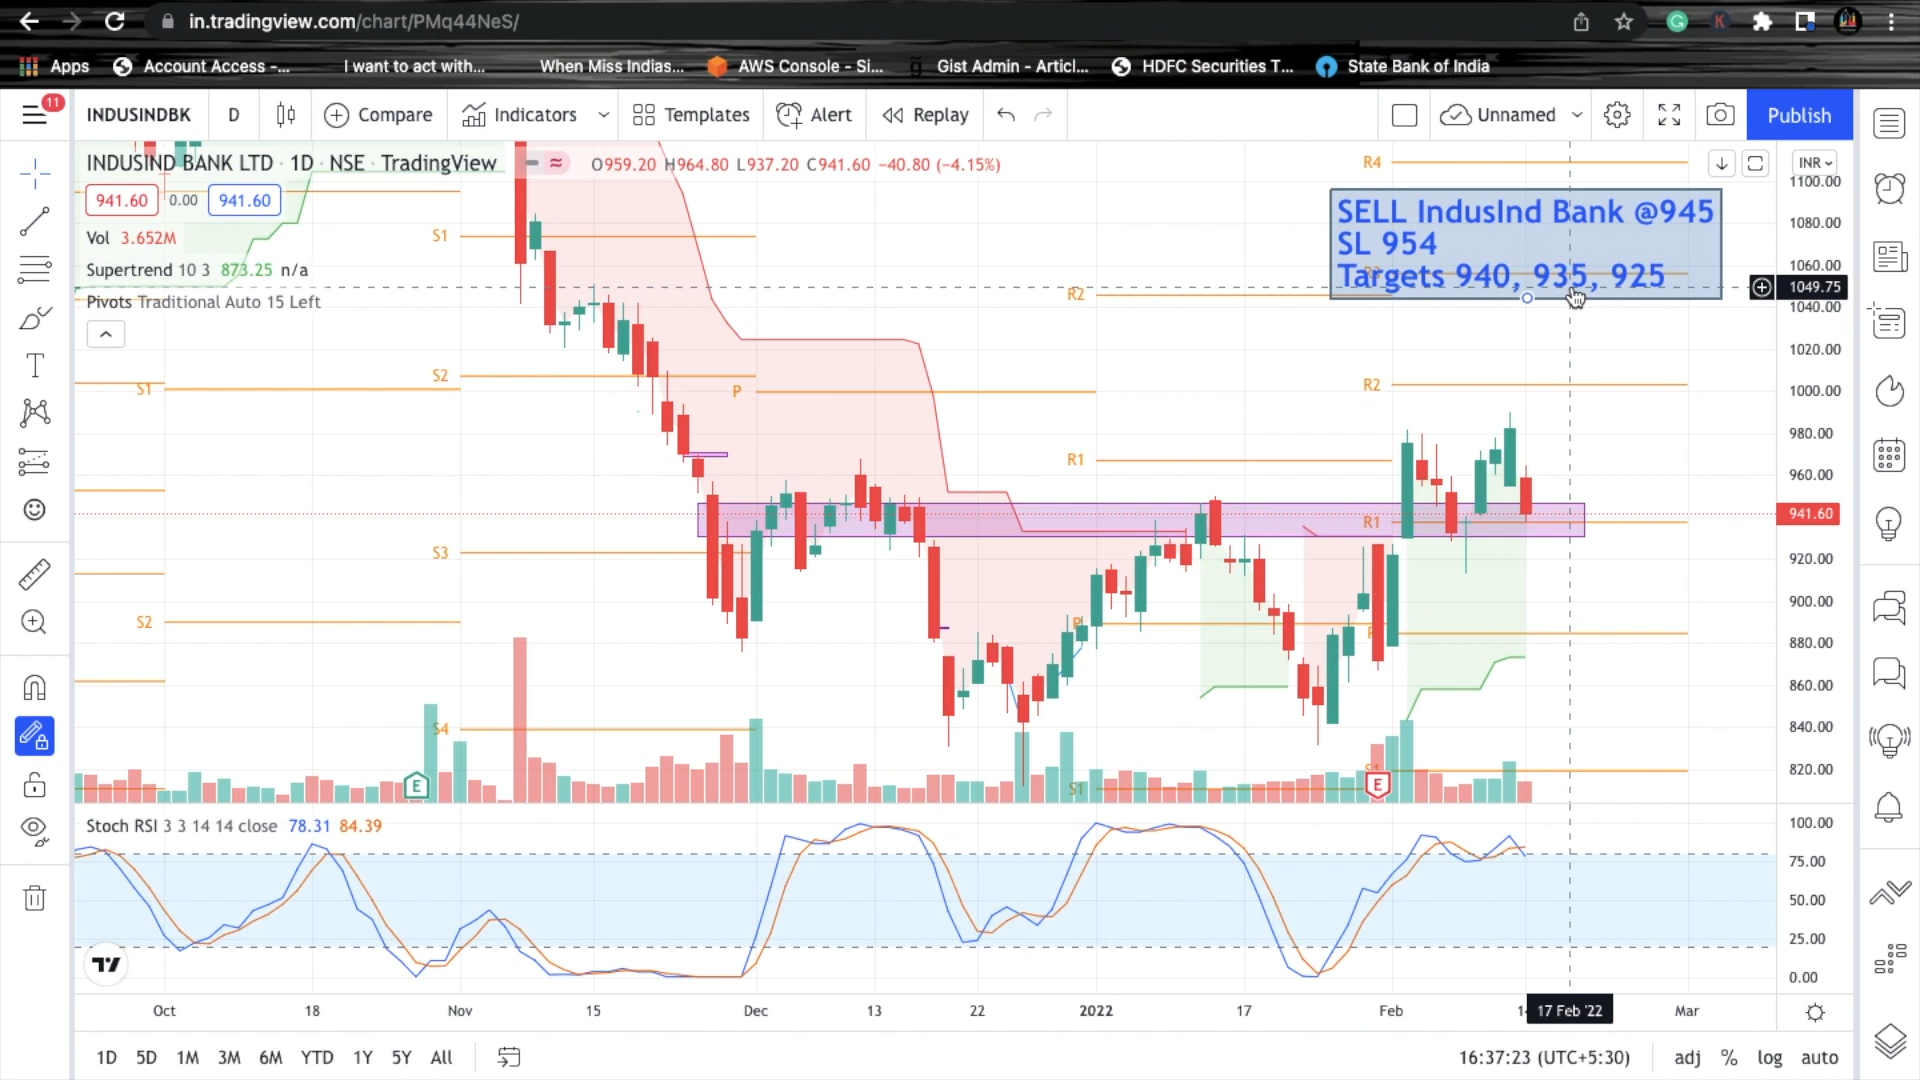 in.tradingview.com/chart/PMq44NeS/
Apps
Account Access -...
I want to act with...
When Miss Indias...
AWS Console - Si...
Gist Admin - Articl...
HDFC Securities T...
State Bank of India
11
INDUSINDBK
D
Compare
Indicators
Templates
Alert
Replay
Unnamed
Publish
INDUSIND BANK LTD · 1D · NSE · TradingView
O959.20 H964.80 L937.20 C941.60 −40.80 (−4.15%)
941.60 0.00 941.60
Vol 3.652M
Supertrend 10 3 873.25 n/a
Pivots Traditional Auto 15 Left
SELL IndusInd Bank @945
SL 954
Targets 940, 935, 925
INR
1100.00
1080.00
1060.00
1049.75
1040.00
1020.00
1000.00
980.00
960.00
941.60
920.00
900.00
880.00
860.00
840.00
820.00
R4
S1
R2
S2
S1
P
R2
R1
R1
S3
S2
P
S4
S1
E
E
Stoch RSI 3 3 14 14 close 78.31 84.39
100.00
75.00
50.00
25.00
0.00
Oct 18 Nov 15 Dec 13 22 2022 17 Feb 17 Feb '22 Mar
1D 5D 1M 3M 6M YTD 1Y 5Y All
16:37:23 (UTC+5:30)
adj % log auto